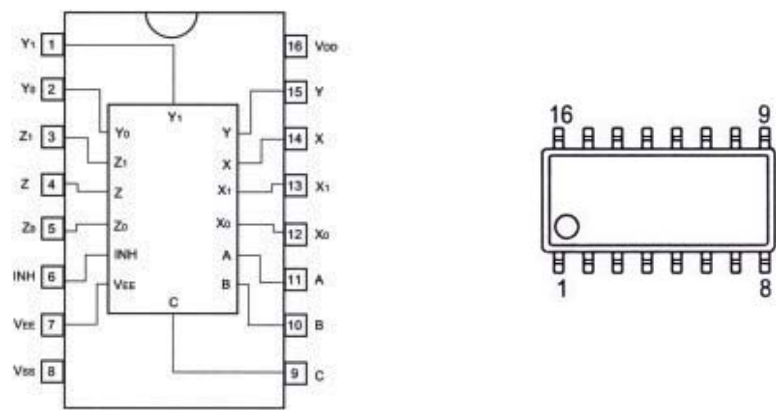 Y1 1
16 VDD
Y0 2
15 Y
Z1 3
14 X
Z 4
13 X1
Z0 5
12 X0
INH 6
11 A
VEE 7
10 B
VSS 8
9 C
Y1
Y0 Y
Z1 X
Z X1
Z0 X0
INH A
VEE B
C
16 9
1 8